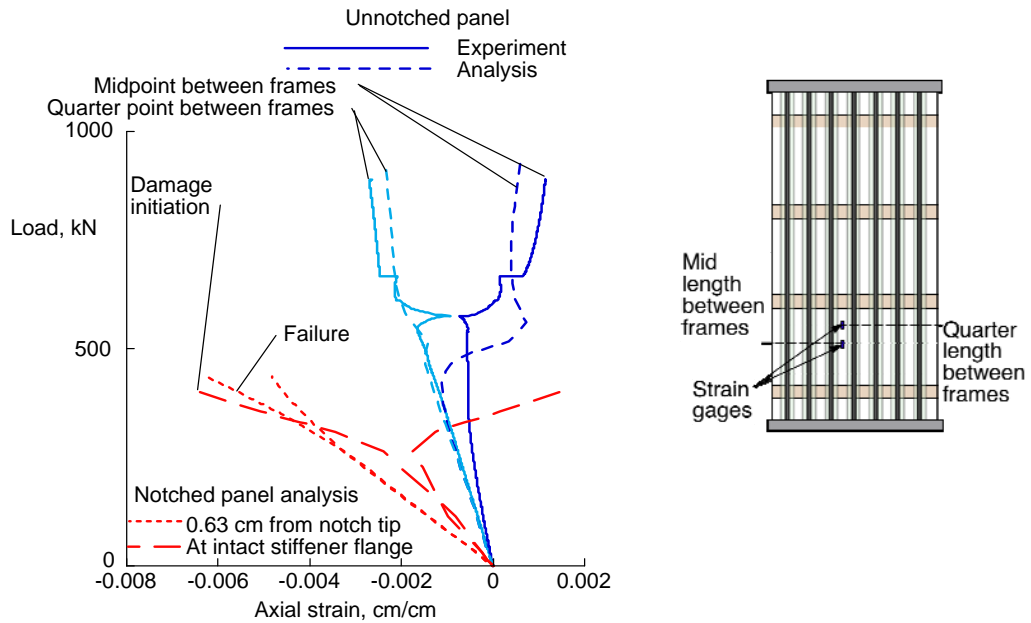 Unnotched panel
Experiment
Analysis
Midpoint between frames
Quarter point between frames
1000
Damage
initiation
Load, kN
Failure
500
Notched panel analysis
0.63 cm from notch tip
At intact stiffener flange
0
-0.008
-0.006
-0.004
-0.002
0
0.002
Axial strain, cm/cm
Mid
length
between
frames
Strain
gages
Quarter
length
between
frames